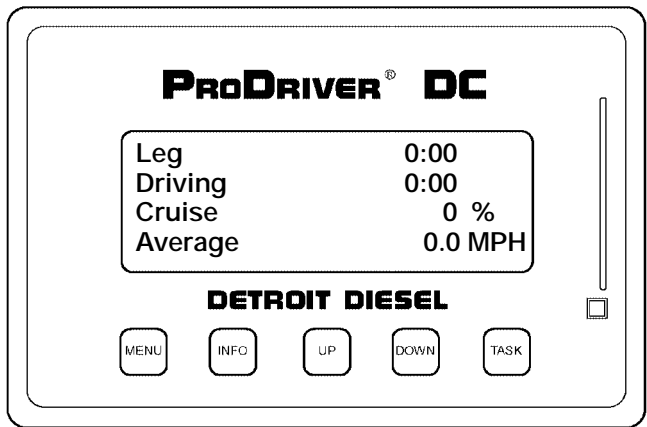 PRODRIVER® DC
Leg 0:00
Driving 0:00
Cruise 0 %
Average 0.0 MPH
DETROIT DIESEL
MENU INFO UP DOWN TASK